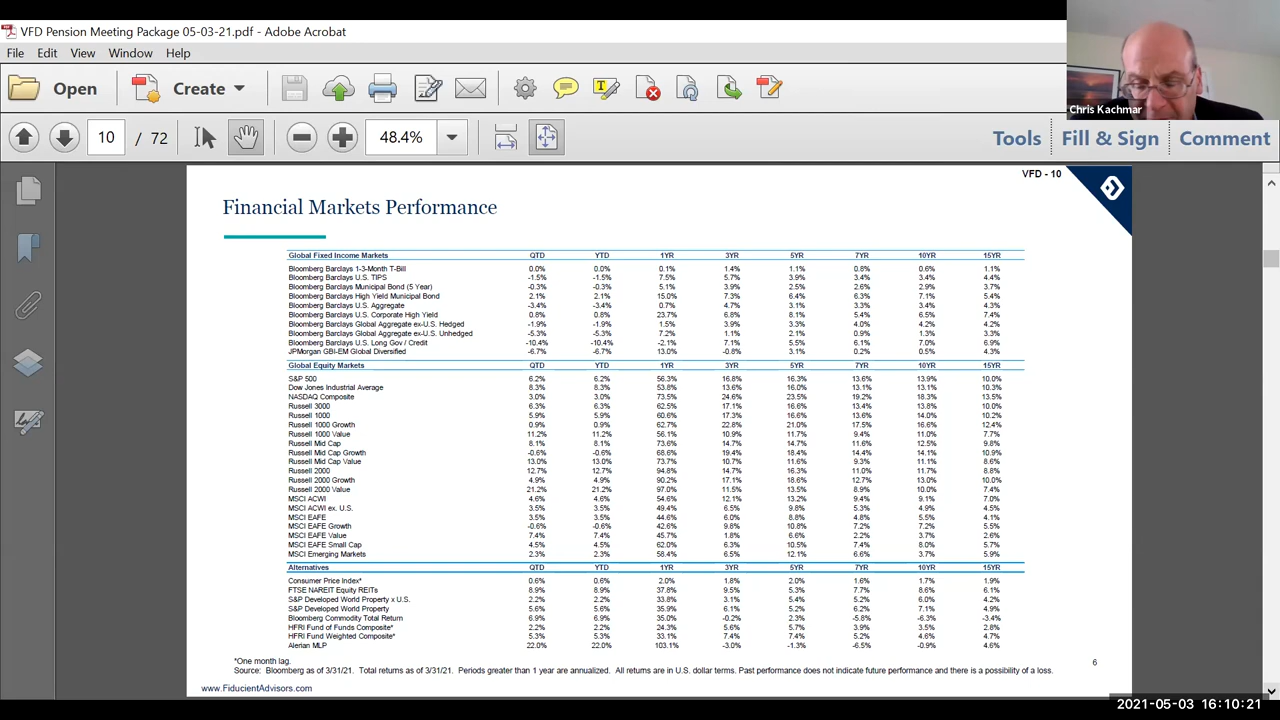 VFD Pension Meeting Package 05-03-21.pdf - Adobe Acrobat
File Edit View Window Help
Open Create
Chris Kachmar
10 / 72 48.4% Tools Fill & Sign Comment
VFD - 10
Financial Markets Performance
Global Fixed Income Markets QTD YTD 1YR 3YR 5YR 7YR 10YR 15YR
Bloomberg Barclays 1-3-Month T-Bill 0.0% 0.0% 0.1% 1.4% 1.1% 0.8% 0.6% 1.1%
Bloomberg Barclays U.S. TIPS -1.5% -1.5% 7.5% 5.7% 3.9% 3.4% 3.4% 4.4%
Bloomberg Barclays Municipal Bond (5 Year) -0.3% -0.3% 5.1% 3.9% 2.5% 2.6% 2.9% 3.7%
Bloomberg Barclays High Yield Municipal Bond 2.1% 2.1% 15.0% 7.3% 6.4% 6.3% 7.1% 5.4%
Bloomberg Barclays U.S. Aggregate -3.4% -3.4% 0.7% 4.7% 3.1% 3.3% 3.4% 4.3%
Bloomberg Barclays U.S. Corporate High Yield 0.8% 0.8% 23.7% 6.8% 8.1% 5.4% 6.5% 7.4%
Bloomberg Barclays Global Aggregate ex-U.S. Hedged -1.9% -1.9% 1.5% 3.9% 3.3% 4.0% 4.2% 4.2%
Bloomberg Barclays Global Aggregate ex-U.S. Unhedged -5.3% -5.3% 7.2% 1.1% 2.1% 0.9% 1.3% 3.3%
Bloomberg Barclays U.S. Long Gov / Credit -10.4% -10.4% -2.1% 7.1% 5.5% 6.1% 7.0% 6.9%
JPMorgan GBI-EM Global Diversified -6.7% -6.7% 13.0% -0.8% 3.1% 0.2% 0.5% 4.3%
Global Equity Markets QTD YTD 1YR 3YR 5YR 7YR 10YR 15YR
S&P 500 6.2% 6.2% 56.3% 16.8% 16.3% 13.6% 13.9% 10.0%
Dow Jones Industrial Average 8.3% 8.3% 53.8% 13.6% 16.0% 13.1% 13.1% 10.3%
NASDAQ Composite 3.0% 3.0% 73.5% 24.6% 23.5% 19.2% 18.3% 13.5%
Russell 3000 6.3% 6.3% 62.5% 17.1% 16.6% 13.4% 13.8% 10.0%
Russell 1000 5.9% 5.9% 60.6% 17.3% 16.6% 13.6% 14.0% 10.2%
Russell 1000 Growth 0.9% 0.9% 62.7% 22.8% 21.0% 17.5% 16.6% 12.4%
Russell 1000 Value 11.2% 11.2% 56.1% 10.9% 11.7% 9.4% 11.0% 7.7%
Russell Mid Cap 8.1% 8.1% 73.6% 14.7% 14.7% 11.6% 12.5% 9.8%
Russell Mid Cap Growth -0.6% -0.6% 68.6% 19.4% 18.4% 14.4% 14.1% 10.9%
Russell Mid Cap Value 13.0% 13.0% 73.7% 10.7% 11.6% 9.3% 11.1% 8.6%
Russell 2000 12.7% 12.7% 94.8% 14.7% 16.3% 11.0% 11.7% 8.8%
Russell 2000 Growth 4.9% 4.9% 90.2% 17.1% 18.6% 12.7% 13.0% 10.0%
Russell 2000 Value 21.2% 21.2% 97.0% 11.5% 13.5% 8.9% 10.0% 7.4%
MSCI ACWI 4.6% 4.6% 54.6% 12.1% 13.2% 9.4% 9.1% 7.0%
MSCI ACWI ex. U.S. 3.5% 3.5% 49.4% 6.5% 9.8% 5.3% 4.9% 4.5%
MSCI EAFE 3.5% 3.5% 44.6% 6.0% 8.8% 4.8% 5.5% 4.1%
MSCI EAFE Growth -0.6% -0.6% 42.6% 9.8% 10.8% 7.2% 7.2% 5.5%
MSCI EAFE Value 7.4% 7.4% 45.7% 1.8% 6.6% 2.2% 3.7% 2.6%
MSCI EAFE Small Cap 4.5% 4.5% 62.0% 6.3% 10.5% 7.4% 8.0% 5.7%
MSCI Emerging Markets 2.3% 2.3% 58.4% 6.5% 12.1% 6.6% 3.7% 5.9%
Alternatives QTD YTD 1YR 3YR 5YR 7YR 10YR 15YR
Consumer Price Index* 0.6% 0.6% 2.0% 1.8% 2.0% 1.6% 1.7% 1.9%
FTSE NAREIT Equity REITs 8.9% 8.9% 37.8% 9.5% 5.3% 7.7% 8.6% 6.1%
S&P Developed World Property x U.S. 2.2% 2.2% 33.8% 3.1% 5.4% 5.2% 6.0% 4.2%
S&P Developed World Property 5.6% 5.6% 35.9% 6.1% 5.2% 6.2% 7.1% 4.9%
Bloomberg Commodity Total Return 6.9% 6.9% 35.0% -0.2% 2.3% -5.8% -6.3% -3.4%
HFRI Fund of Funds Composite* 2.2% 2.2% 24.3% 5.6% 5.7% 3.9% 3.5% 2.8%
HFRI Fund Weighted Composite* 5.3% 5.3% 33.1% 7.4% 7.4% 5.2% 4.6% 4.7%
Alerian MLP 22.0% 22.0% 103.1% -3.0% -1.3% -6.5% -0.9% 4.6%
*One month lag.
Source: Bloomberg as of 3/31/21. Total returns as of 3/31/21. Periods greater than 1 year are annualized. All returns are in U.S. dollar terms. Past performance does not indicate future performance and there is a possibility of a loss.
6
www.FiducientAdvisors.com
2021-05-03 16:10:21